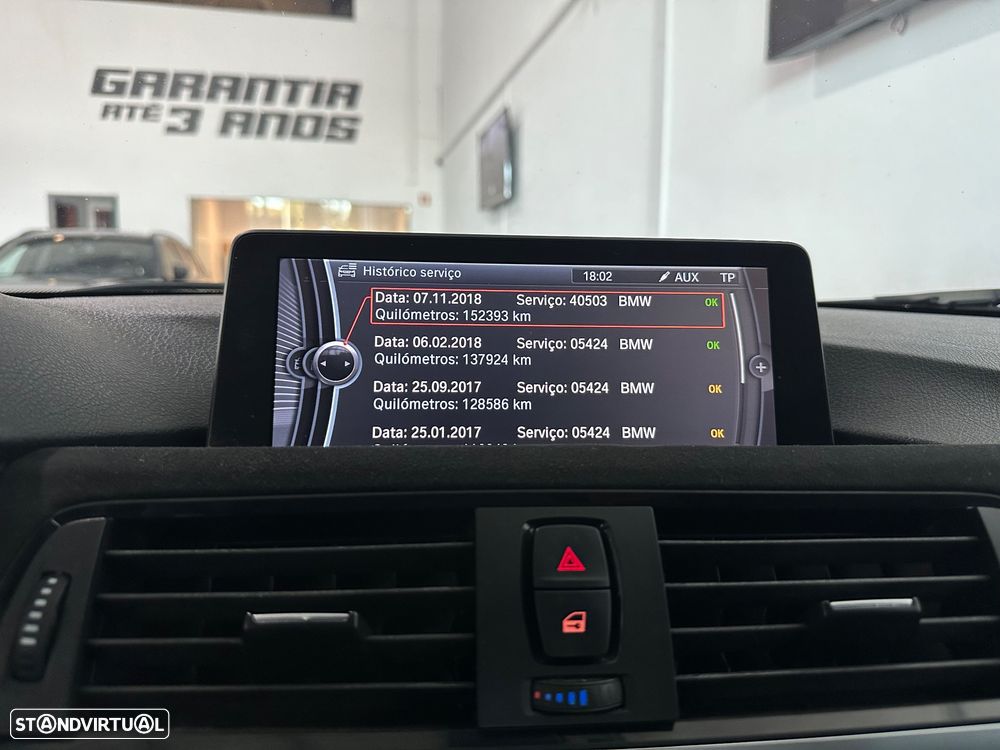 GARANTIA
ATÉ 3 ANOS
Histórico serviço 18:02 AUX TP
Data: 07.11.2018 Serviço: 40503 BMW OK
Quilómetros: 152393 km
Data: 06.02.2018 Serviço: 05424 BMW OK
Quilómetros: 137924 km
Data: 25.09.2017 Serviço: 05424 BMW OK
Quilómetros: 128586 km
Data: 25.01.2017 Serviço: 05424 BMW OK
STANDVIRTUAL